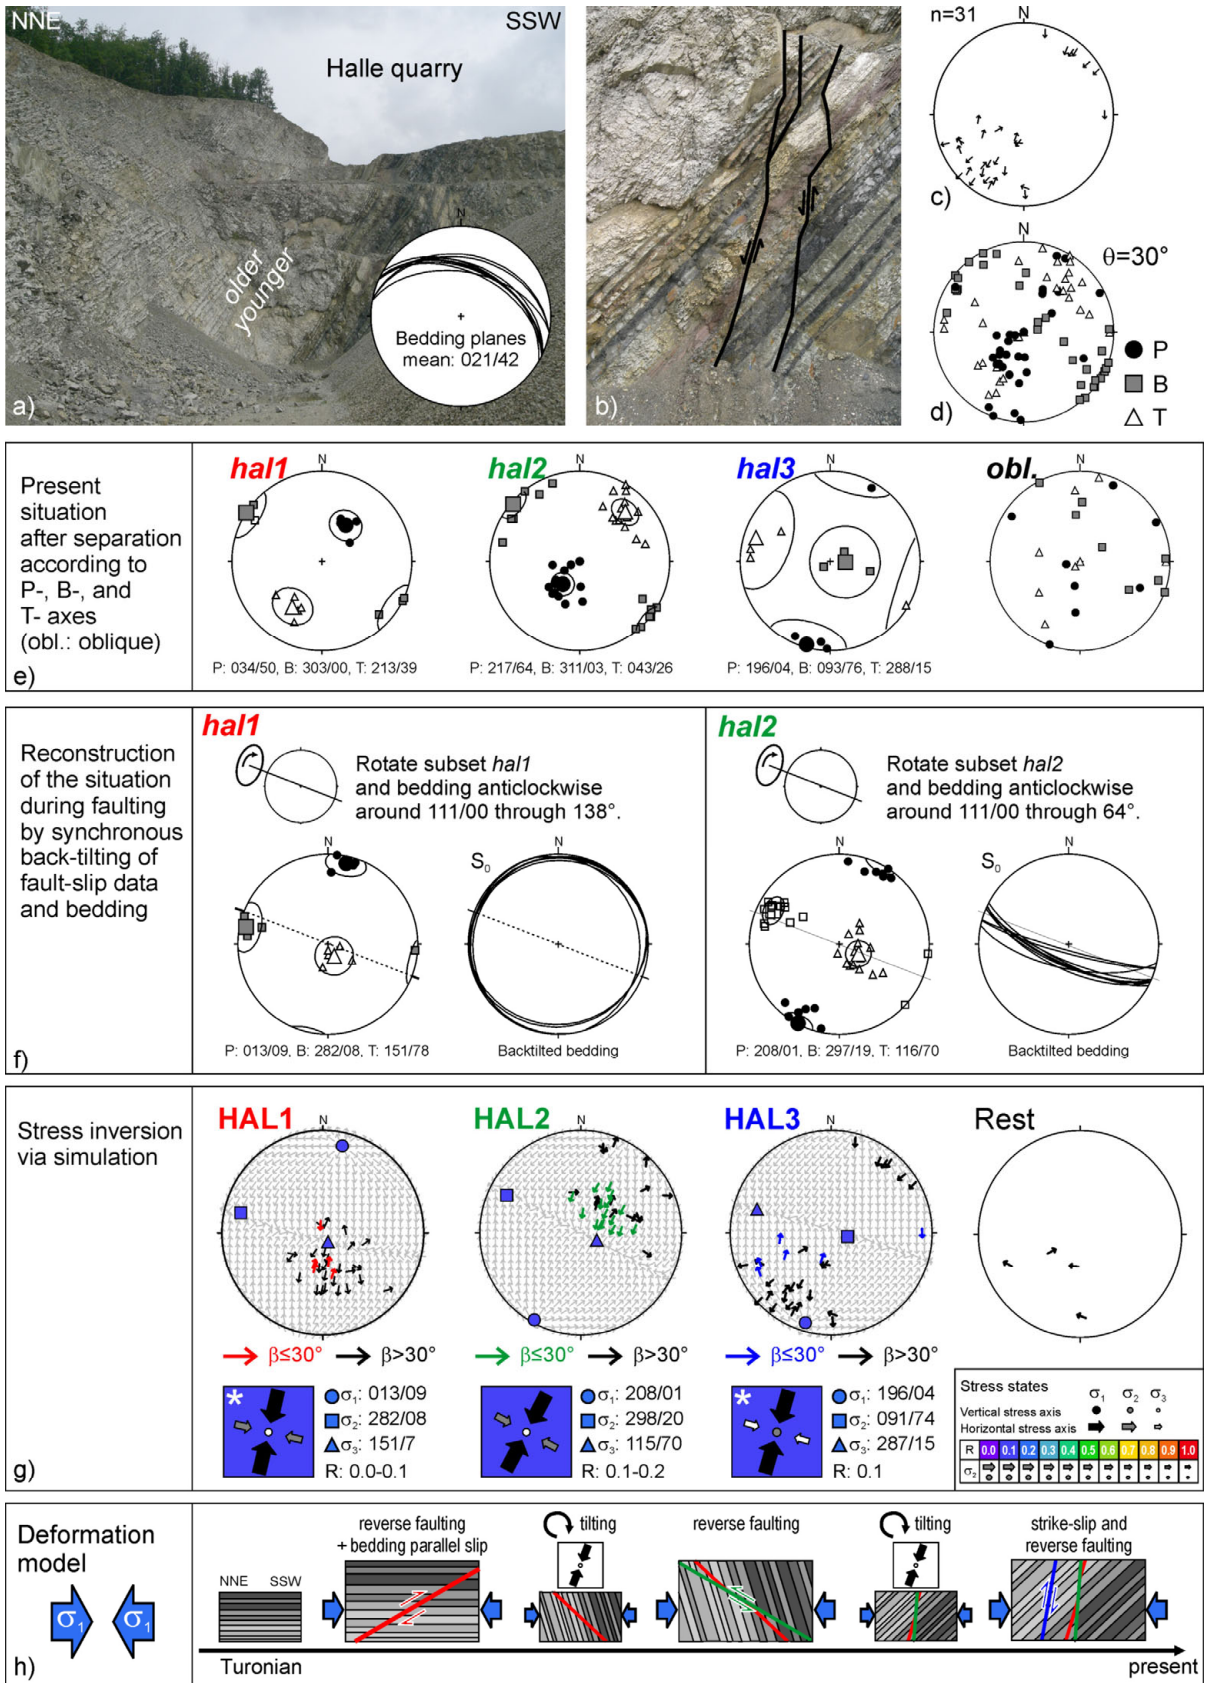 NNE
SSW
Halle quarry
older
younger
N
Bedding planes
mean: 021/42
a)
b)
n=31
N
c)
N
θ=30°
P
B
T
d)
Present
situation
after separation
according to
P-, B-, and
T- axes
(obl.: oblique)
e)
hal1
N
P: 034/50, B: 303/00, T: 213/39
hal2
N
P: 217/64, B: 311/03, T: 043/26
hal3
N
P: 196/04, B: 093/76, T: 288/15
obl.
N
Reconstruction
of the situation
during faulting
by synchronous
back-tilting of
fault-slip data
and bedding
f)
hal1
Rotate subset hal1
and bedding anticlockwise
around 111/00 through 138°.
N
P: 013/09, B: 282/08, T: 151/78
S0
N
Backtilted bedding
hal2
Rotate subset hal2
and bedding anticlockwise
around 111/00 through 64°.
N
P: 208/01, B: 297/19, T: 116/70
S0
N
Backtilted bedding
Stress inversion
via simulation
g)
HAL1
N
β≤30° β>30°
*
σ1: 013/09
σ2: 282/08
σ3: 151/7
R: 0.0-0.1
HAL2
N
β≤30° β>30°
σ1: 208/01
σ2: 298/20
σ3: 115/70
R: 0.1-0.2
HAL3
N
β≤30° β>30°
*
σ1: 196/04
σ2: 091/74
σ3: 287/15
R: 0.1
Rest
N
Stress states σ1 σ2 σ3
Vertical stress axis
Horizontal stress axis
R 0.0 0.1 0.2 0.3 0.4 0.5 0.6 0.7 0.8 0.9 1.0
σ2
Deformation
model
σ1 σ1
h)
NNE SSW
reverse faulting
+ bedding parallel slip
tilting
reverse faulting
tilting
strike-slip and
reverse faulting
Turonian
present